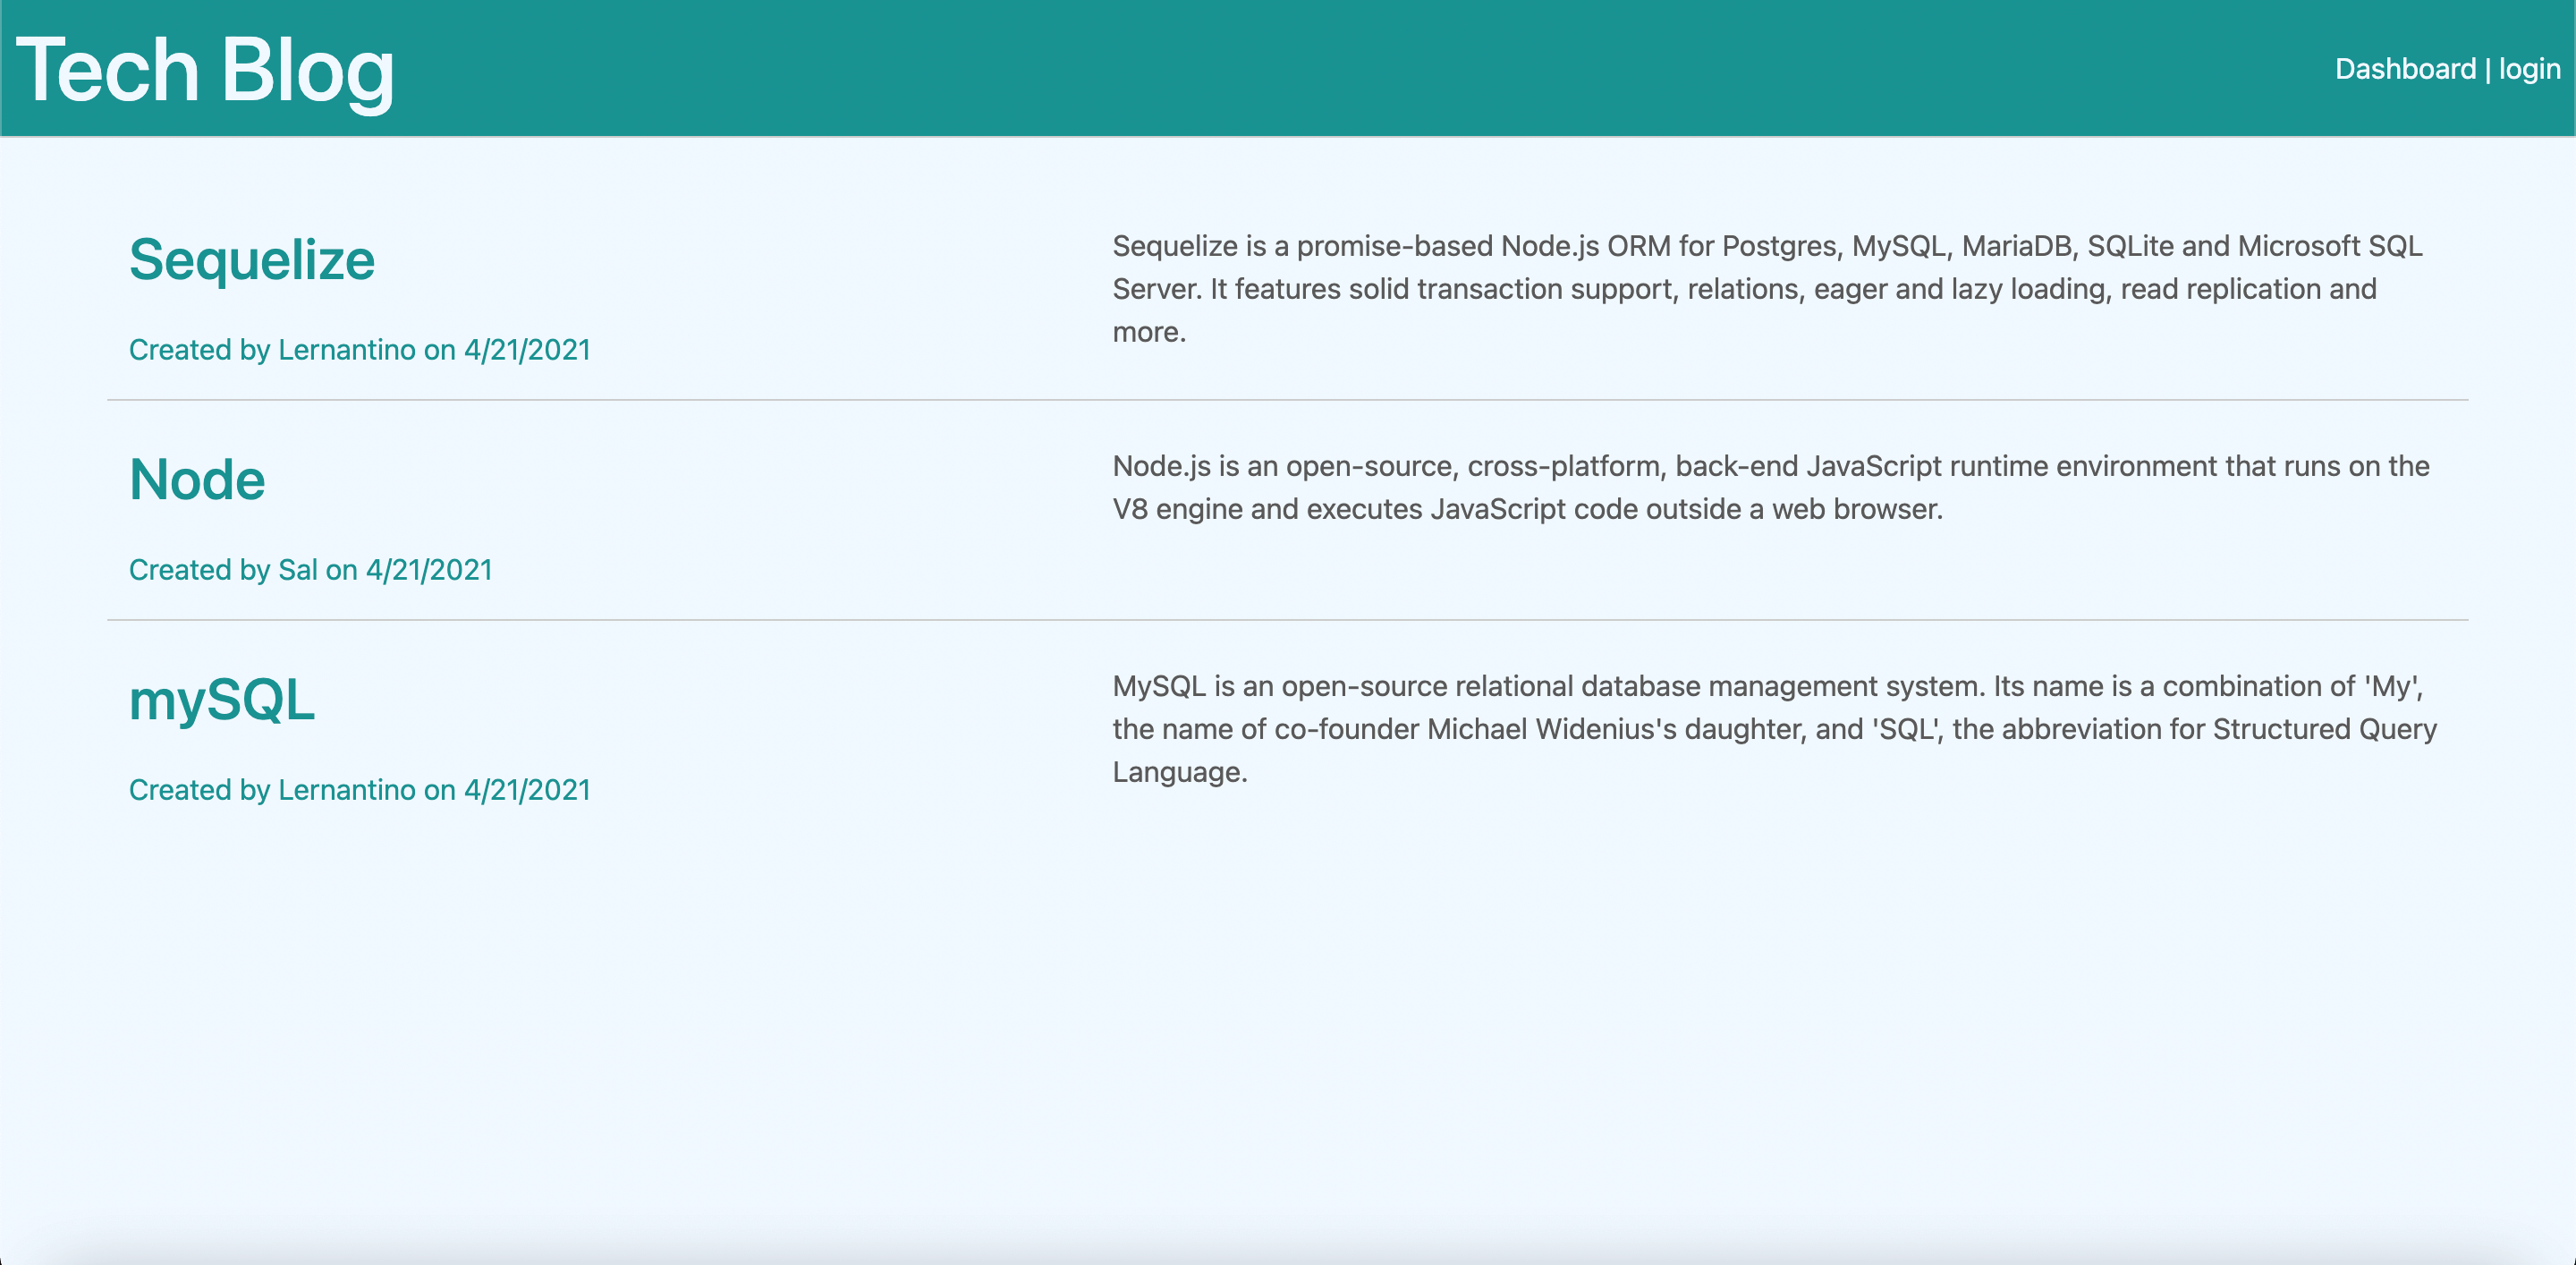 Tech Blog
Dashboard | login
Sequelize
Created by Lernantino on 4/21/2021
Sequelize is a promise-based Node.js ORM for Postgres, MySQL, MariaDB, SQLite and Microsoft SQL
Server. It features solid transaction support, relations, eager and lazy loading, read replication and
more.
Node
Created by Sal on 4/21/2021
Node.js is an open-source, cross-platform, back-end JavaScript runtime environment that runs on the
V8 engine and executes JavaScript code outside a web browser.
mySQL
Created by Lernantino on 4/21/2021
MySQL is an open-source relational database management system. Its name is a combination of 'My',
the name of co-founder Michael Widenius's daughter, and 'SQL', the abbreviation for Structured Query
Language.